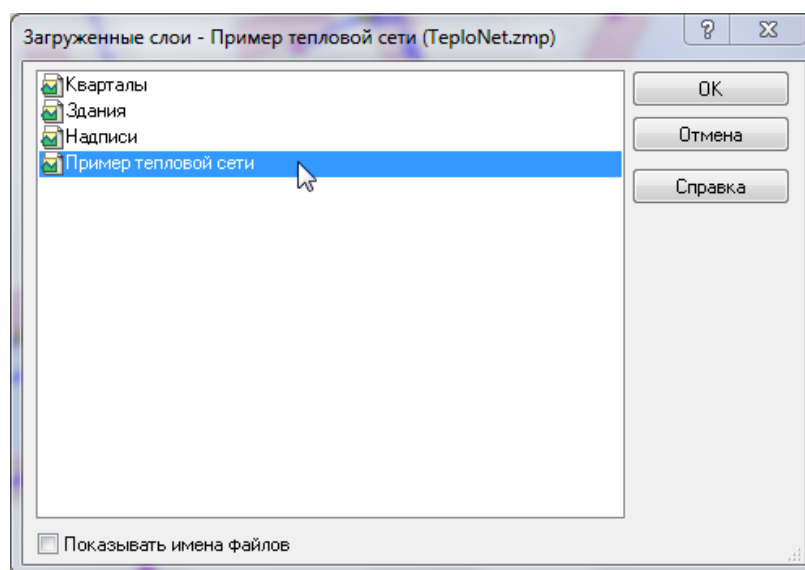 Загруженные слои - Пример тепловой сети (TeploNet.zmp)
Кварталы
Здания
Надписи
Пример тепловой сети
OK
Отмена
Справка
Показывать имена файлов